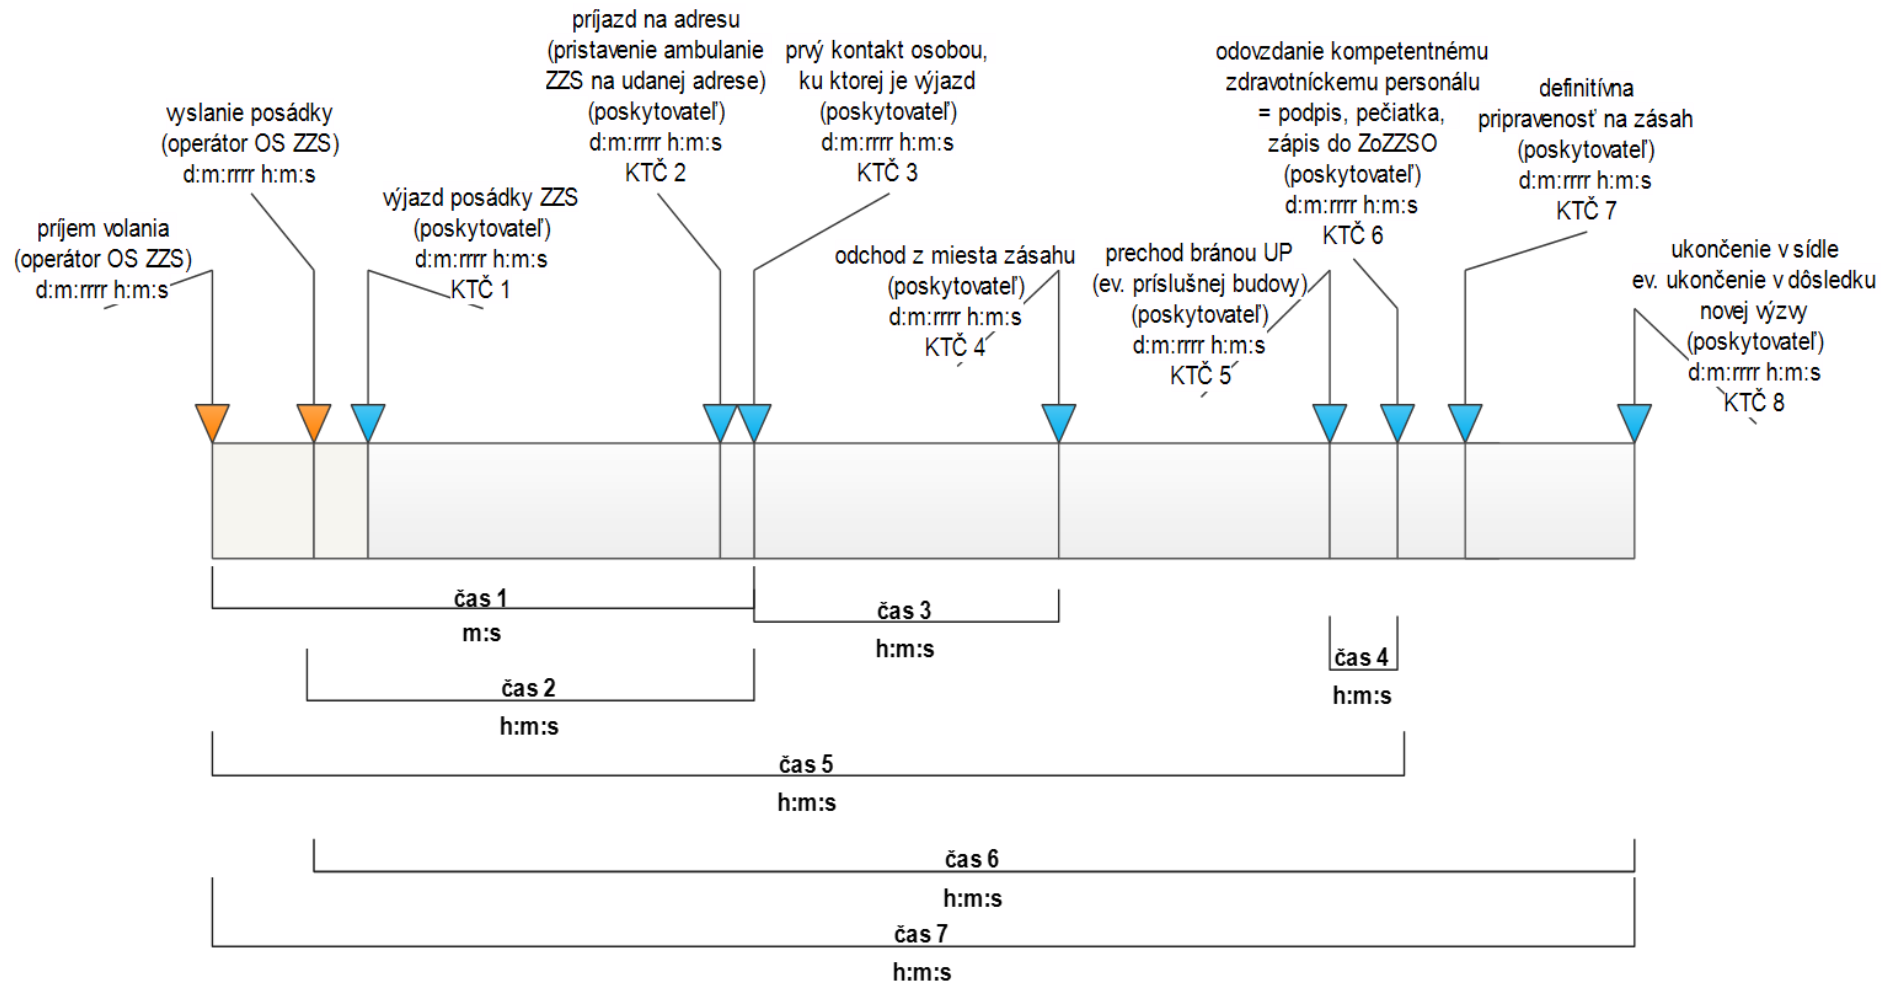 príjem volania
(operátor OS ZZS)
d:m:rrrr h:m:s
vyslanie posádky
(operátor OS ZZS)
d:m:rrrr h:m:s
výjazd posádky ZZS
(poskytovateľ)
d:m:rrrr h:m:s
KTČ 1
príjazd na adresu
(pristavenie ambulanie
ZZS na udanej adrese)
(poskytovateľ)
d:m:rrrr h:m:s
KTČ 2
prvý kontakt osobou,
ku ktorej je výjazd
(poskytovateľ)
d:m:rrrr h:m:s
KTČ 3
odchod z miesta zásahu
(poskytovateľ)
d:m:rrrr h:m:s
KTČ 4
prechod bránou UP
(ev. príslušnej budovy)
(poskytovateľ)
d:m:rrrr h:m:s
KTČ 5
odovzdanie kompetentnému
zdravotníckemu personálu
= podpis, pečiatka,
zápis do ZoZZSO
(poskytovateľ)
d:m:rrrr h:m:s
KTČ 6
definitívna
pripravenosť na zásah
(poskytovateľ)
d:m:rrrr h:m:s
KTČ 7
ukončenie v sídle
ev. ukončenie v dôsledku
novej výzvy
(poskytovateľ)
d:m:rrrr h:m:s
KTČ 8
čas 1
m:s
čas 2
h:m:s
čas 3
h:m:s
čas 4
h:m:s
čas 5
h:m:s
čas 6
h:m:s
čas 7
h:m:s